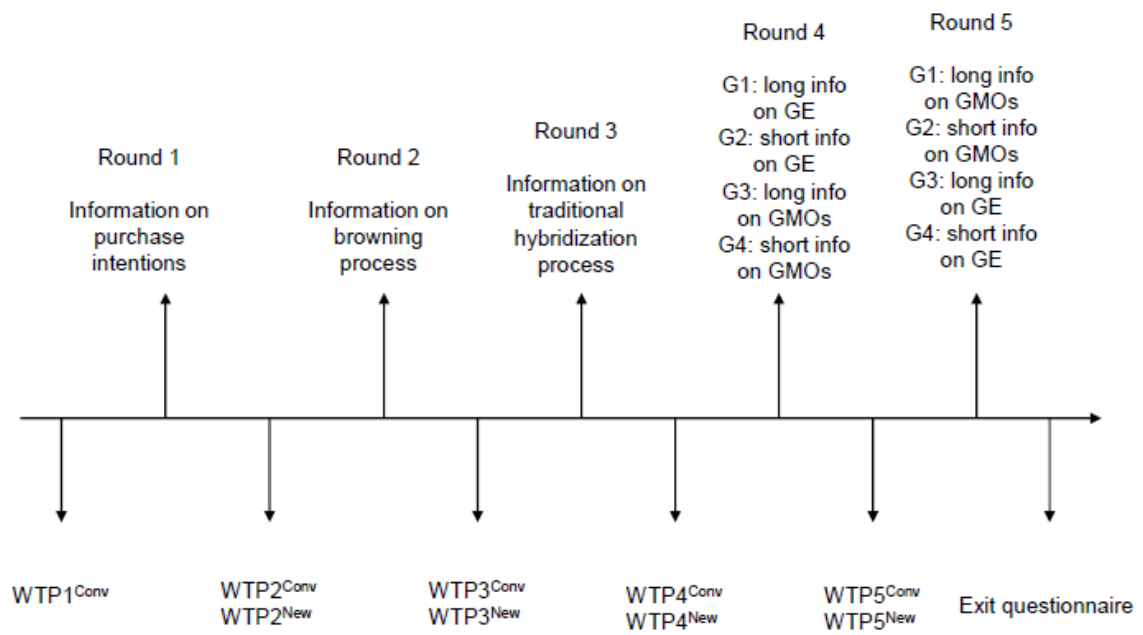 Round 1
Information on
purchase
intentions
Round 2
Information on
browning
process
Round 3
Information on
traditional
hybridization
process
Round 4
G1: long info
on GE
G2: short info
on GE
G3: long info
on GMOs
G4: short info
on GMOs
Round 5
G1: long info
on GMOs
G2: short info
on GMOs
G3: long info
on GE
G4: short info
on GE
WTP1Conv
WTP2Conv
WTP2New
WTP3Conv
WTP3New
WTP4Conv
WTP4New
WTP5Conv
WTP5New
Exit questionnaire